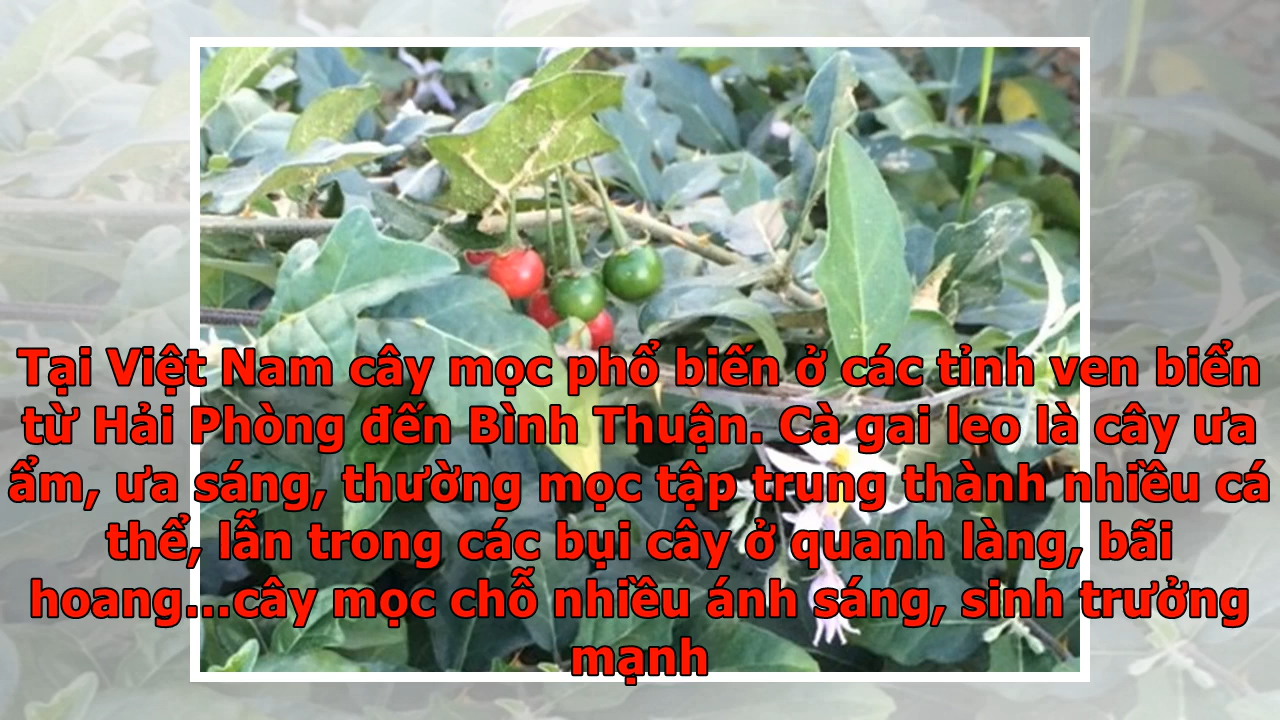 Tại Việt Nam cây mọc phổ biến ở các tỉnh ven biển
từ Hải Phòng đến Bình Thuận. Cà gai leo là cây ưa
ẩm, ưa sáng, thường mọc tập trung thành nhiều cá
thể, lẫn trong các bụi cây ở quanh làng, bãi
hoang...cây mọc chỗ nhiều ánh sáng, sinh trưởng
mạnh